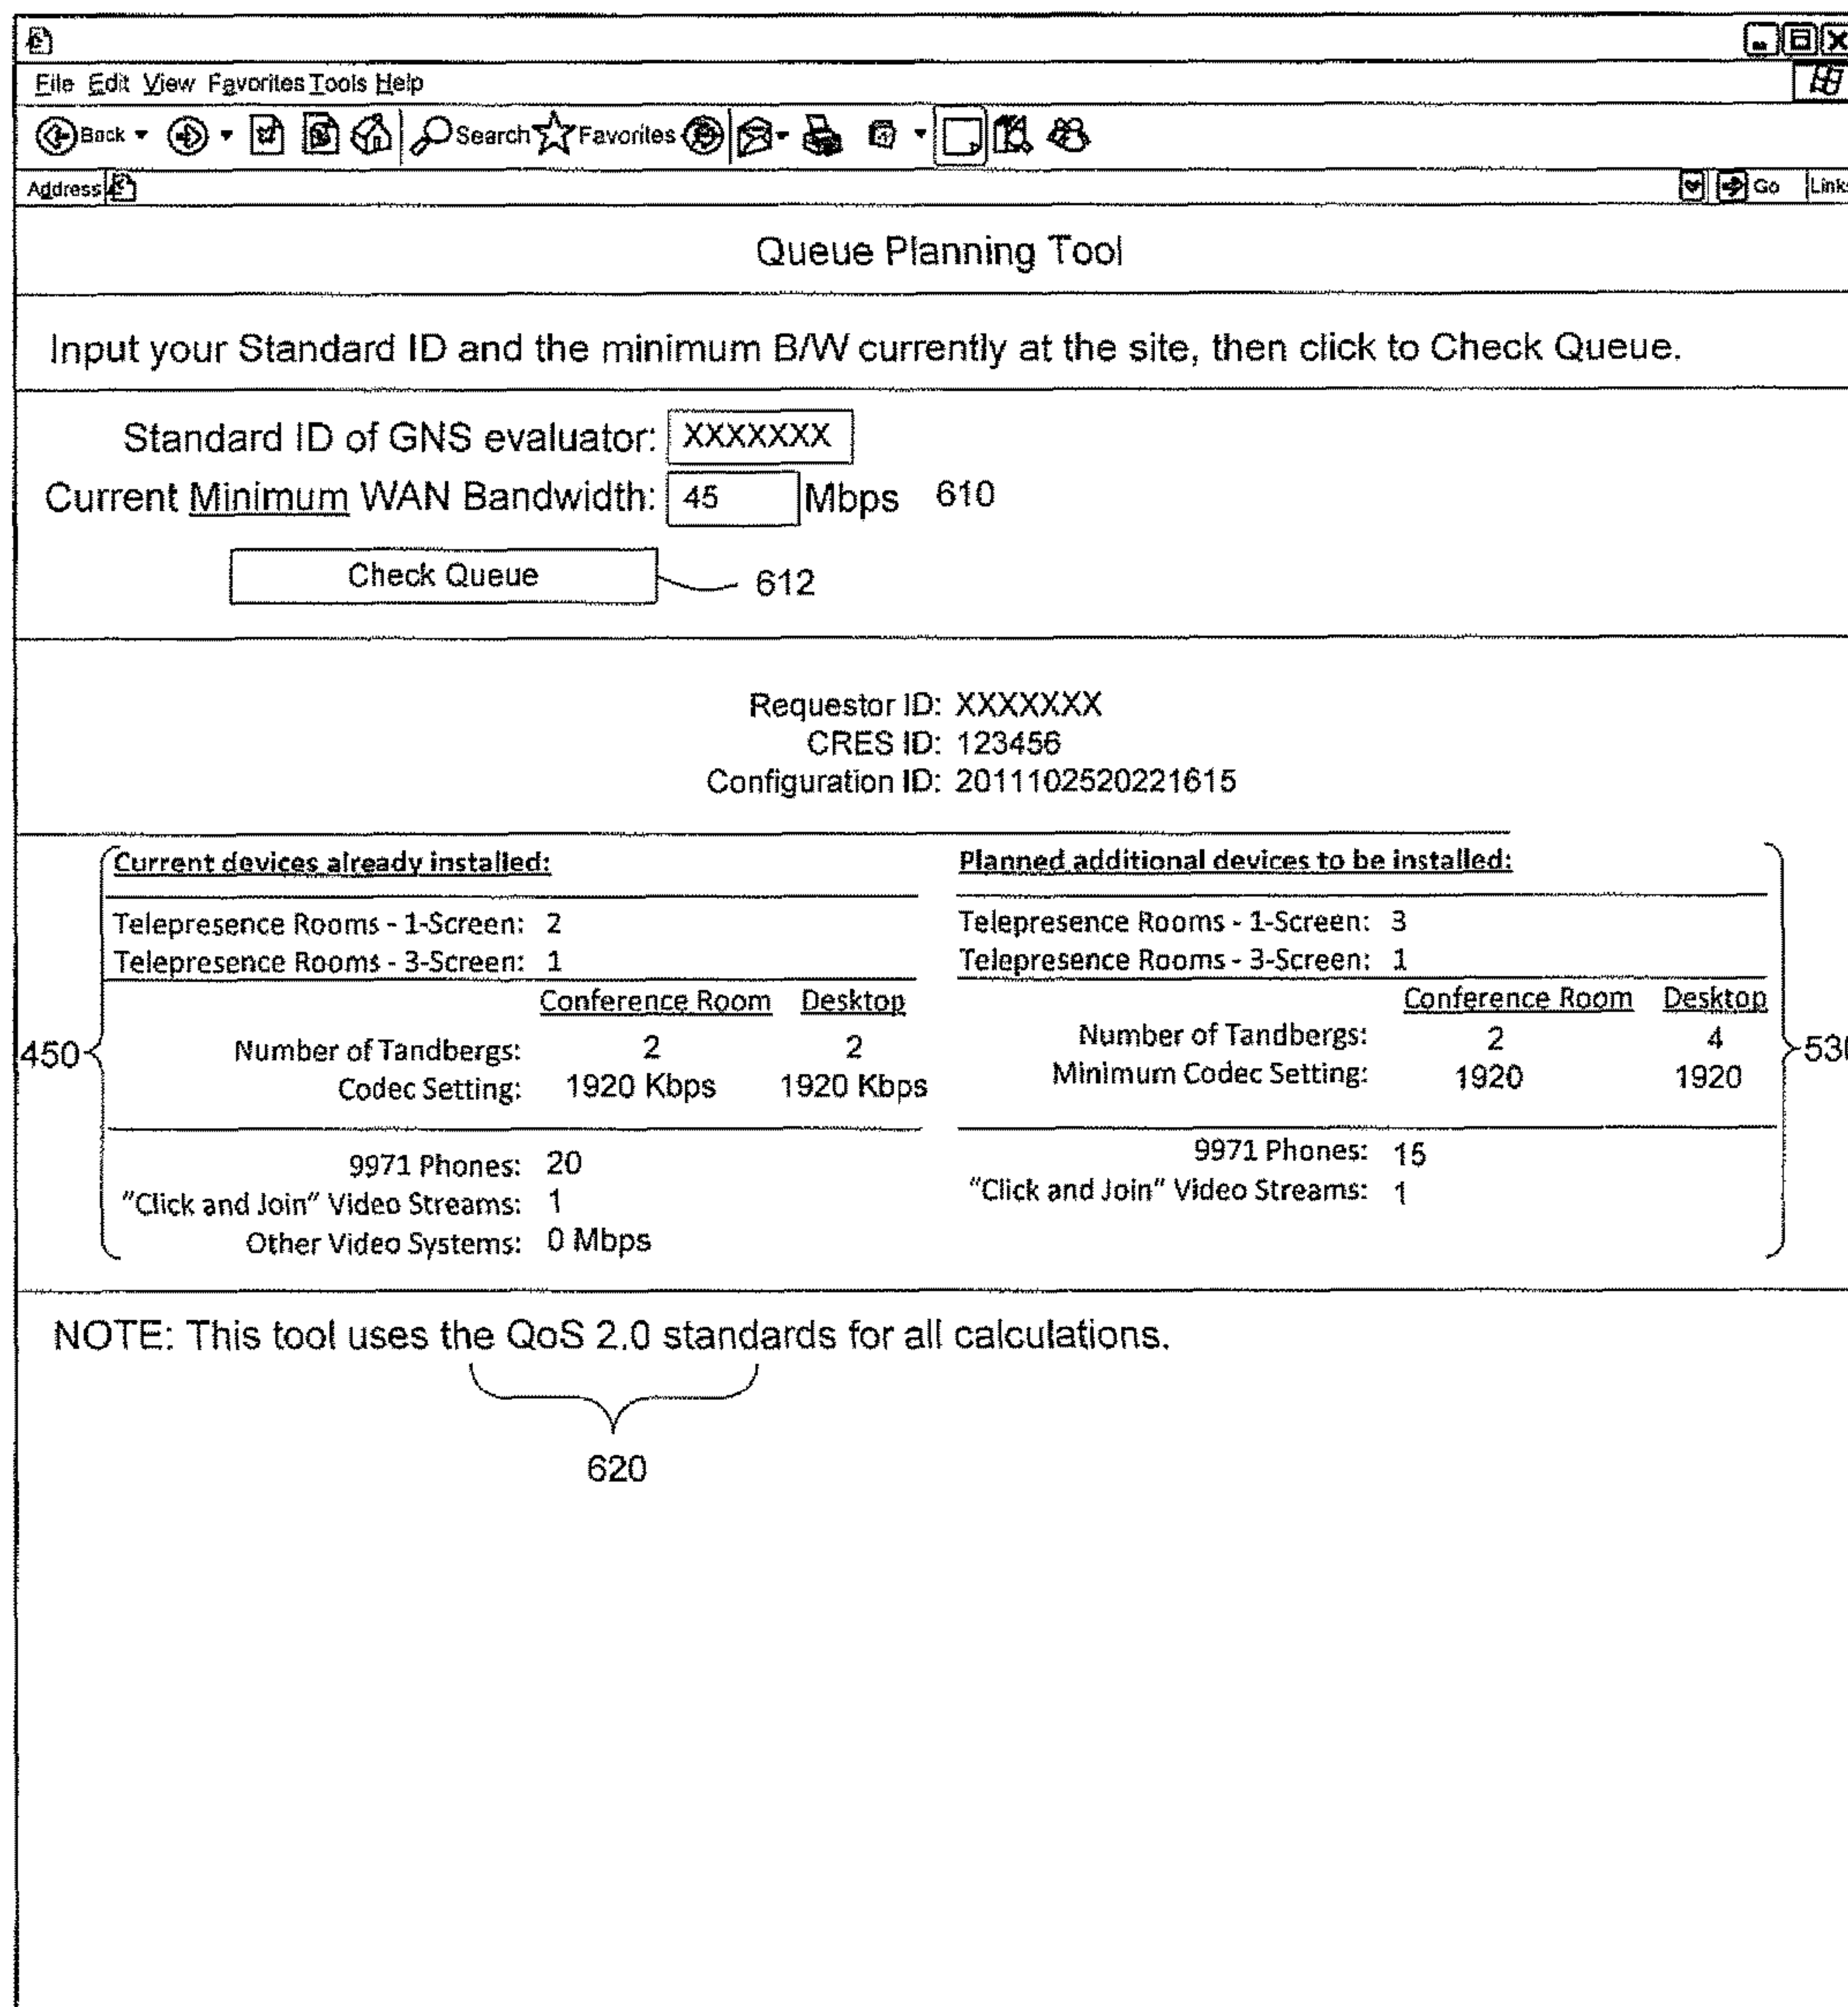 File Edit View Favorites Tools Help
Back Search Favorites
Address Go Links
Queue Planning Tool
Input your Standard ID and the minimum B/W currently at the site, then click to Check Queue.
Standard ID of GNS evaluator: XXXXXXX
Current Minimum WAN Bandwidth: 45 Mbps 610
Check Queue 612
Requestor ID: XXXXXXX
CRES ID: 123456
Configuration ID: 2011102520221615
Current devices already installed:
Telepresence Rooms - 1-Screen: 2
Telepresence Rooms - 3-Screen: 1
Conference Room Desktop
Number of Tandbergs: 2 2
450
Codec Setting: 1920 Kbps 1920 Kbps
9971 Phones: 20
"Click and Join" Video Streams: 1
Other Video Systems: 0 Mbps
Planned additional devices to be installed:
Telepresence Rooms - 1-Screen: 3
Telepresence Rooms - 3-Screen: 1
Conference Room Desktop
Number of Tandbergs: 2 4
530
Minimum Codec Setting: 1920 1920
9971 Phones: 15
"Click and Join" Video Streams: 1
NOTE: This tool uses the QoS 2.0 standards for all calculations.
620